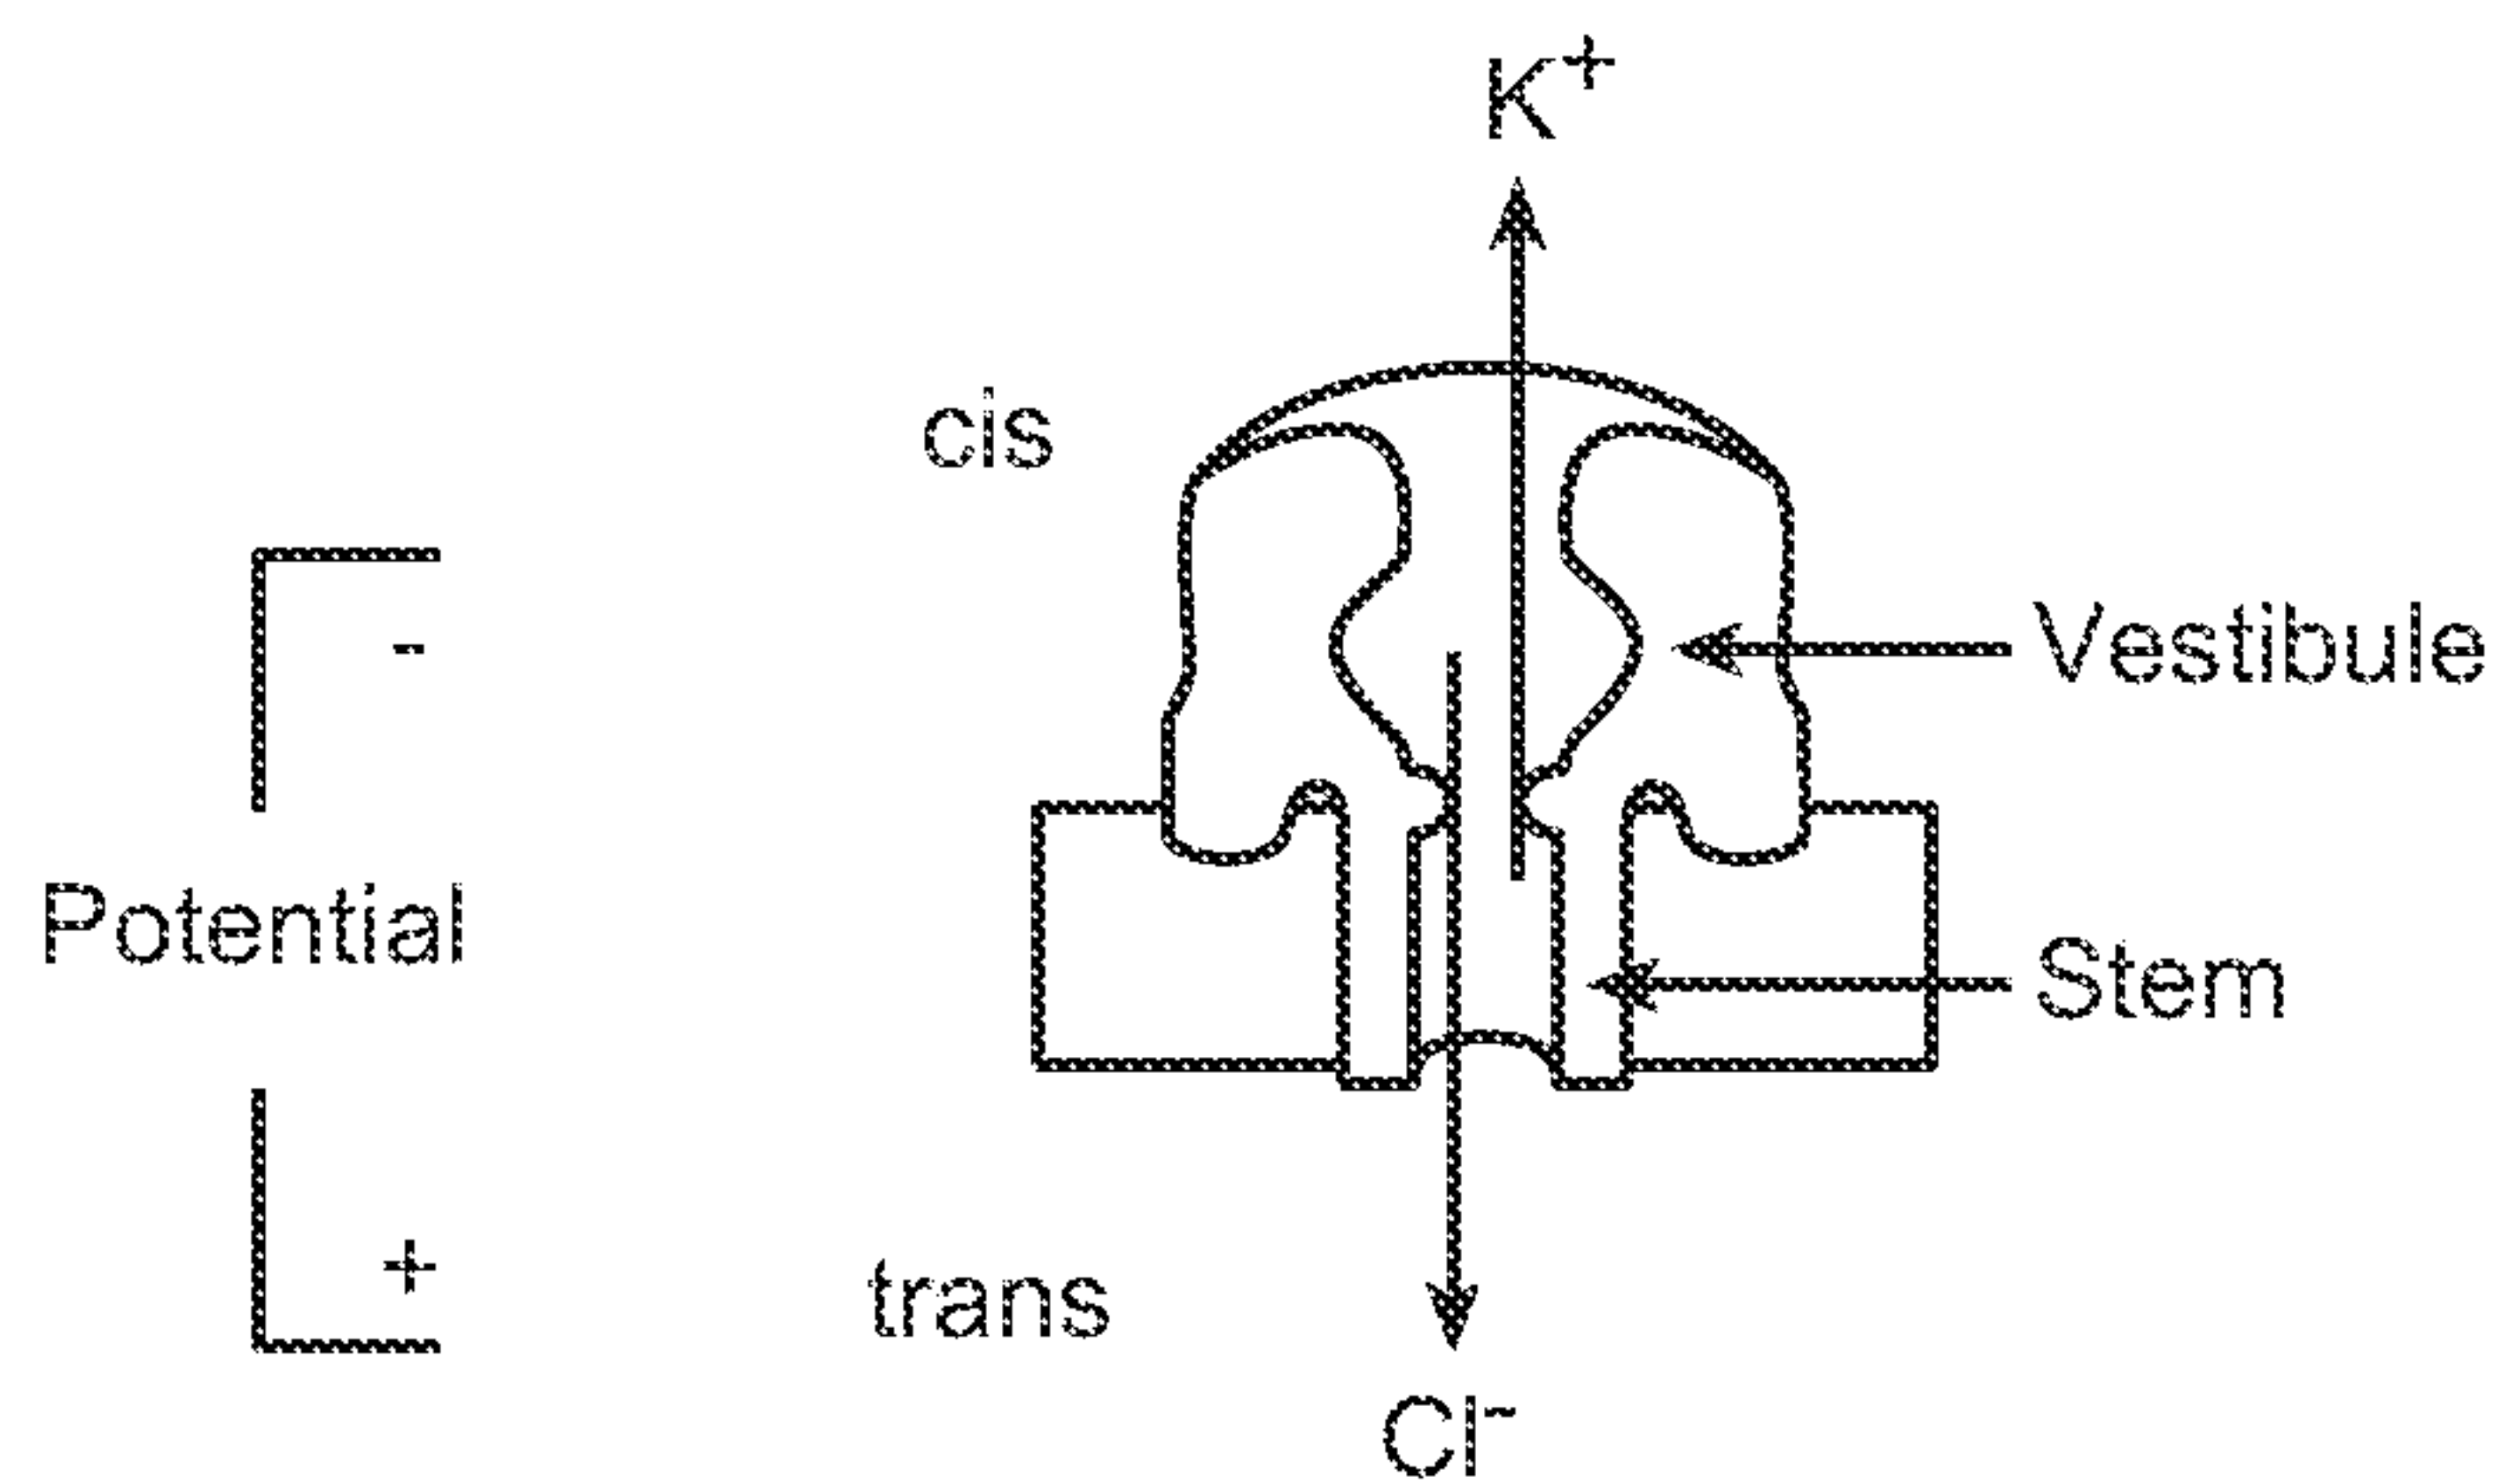 K⁺
cis
-
Vestibule
Potential
Stem
+
trans
Cl⁻